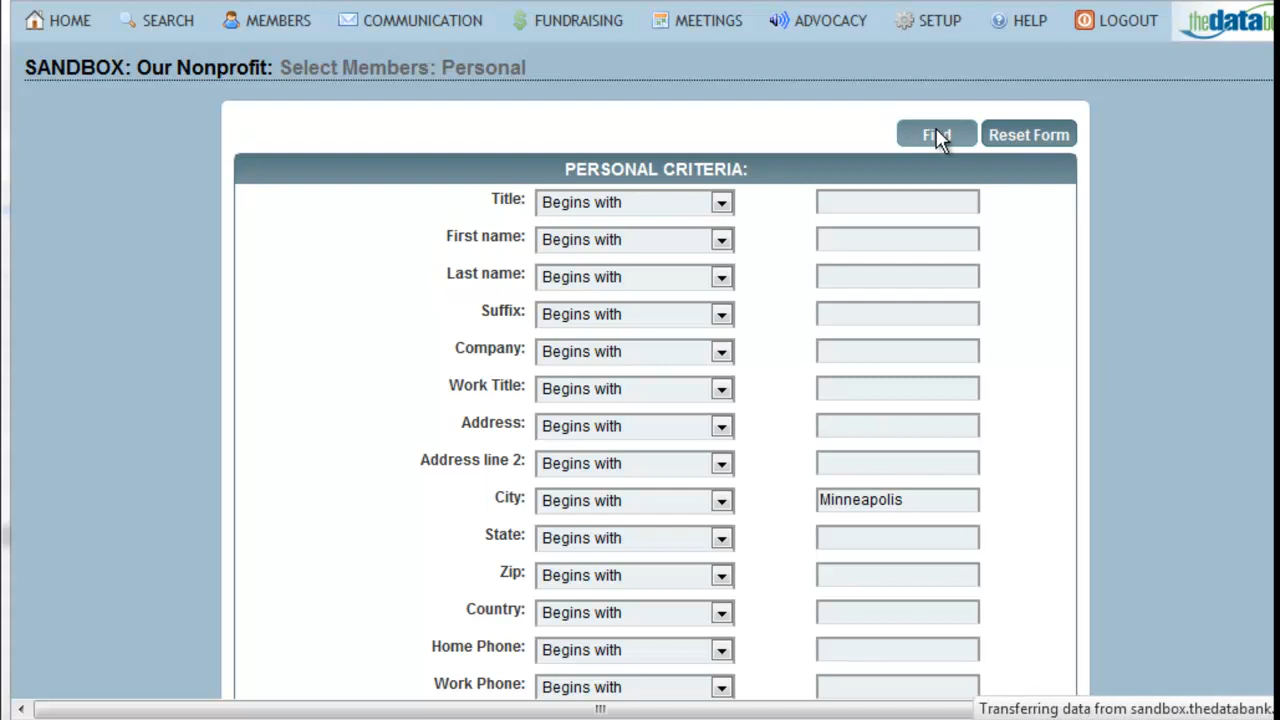 HOME SEARCH MEMBERS COMMUNICATION FUNDRAISING MEETINGS ADVOCACY SETUP HELP LOGOUT
SANDBOX: Our Nonprofit: Select Members: Personal
Reset Form
PERSONAL CRITERIA:
Title: Begins with
First name: Begins with
Last name: Begins with
Suffix: Begins with
Company: Begins with
Work Title: Begins with
Address: Begins with
Address line 2: Begins with
City: Begins with Minneapolis
State: Begins with
Zip: Begins with
Country: Begins with
Home Phone: Begins with
Work Phone: Begins with
Transferring data from sandbox.thedatabank.